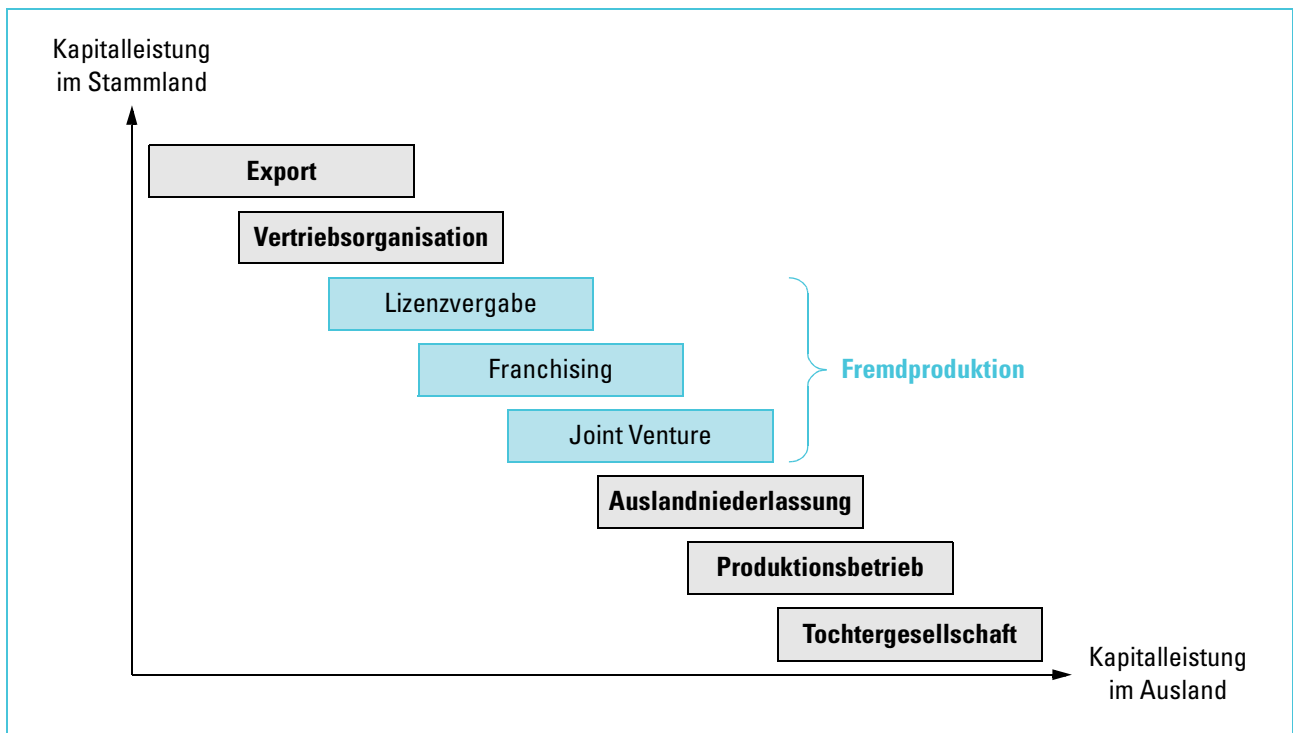 Kapitalleistung
im Stammland
Export
Vertriebsorganisation
Lizenzvergabe
Franchising
Fremdproduktion
Joint Venture
Auslandniederlassung
Produktionsbetrieb
Tochtergesellschaft
Kapitalleistung
im Ausland